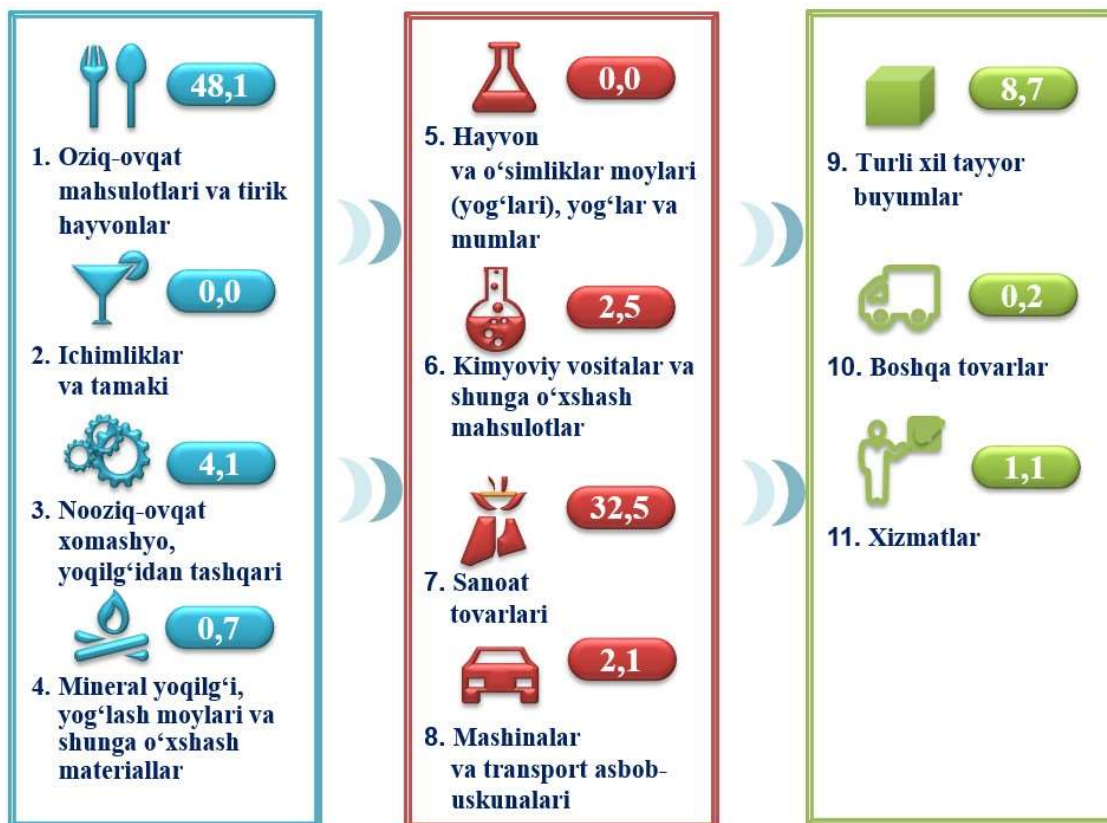 48,1
1. Oziq-ovqat
mahsulotlari va tirik
hayvonlar
0,0
2. Ichimliklar
va tamaki
4,1
3. Nooziq-ovqat
xomashyo,
yoqilg‘idan tashqari
0,7
4. Mineral yoqilg‘i,
yog‘lash moylari va
shunga o‘xshash
materiallar
0,0
5. Hayvon
va o‘simliklar moylari
(yog‘lari), yog‘lar va
mumlar
2,5
6. Kimyoviy vositalar va
shunga o‘xshash
mahsulotlar
32,5
7. Sanoat
tovarlari
2,1
8. Mashinalar
va transport asbob-
uskunalari
8,7
9. Turli xil tayyor
buyumlar
0,2
10. Boshqa tovarlar
1,1
11. Xizmatlar